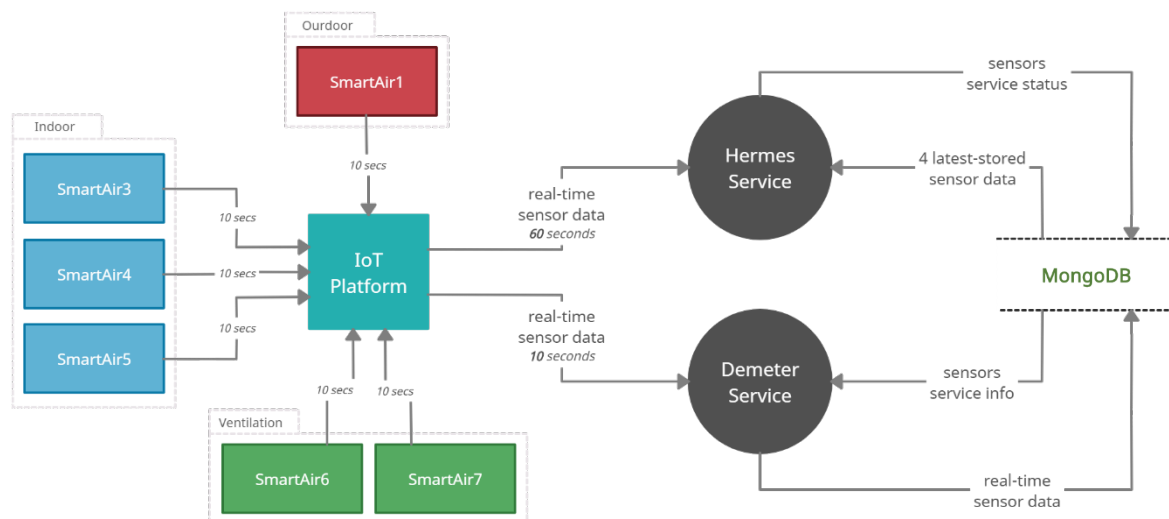 Ourdoor
SmartAir1
10 secs
Indoor
SmartAir3
10 secs
SmartAir4
10 secs
SmartAir5
10 secs
IoT
Platform
Ventilation
10 secs
10 secs
SmartAir6
SmartAir7
real-time
sensor data
60 seconds
real-time
sensor data
10 seconds
Hermes
Service
Demeter
Service
sensors
service status
4 latest-stored
sensor data
MongoDB
sensors
service info
real-time
sensor data